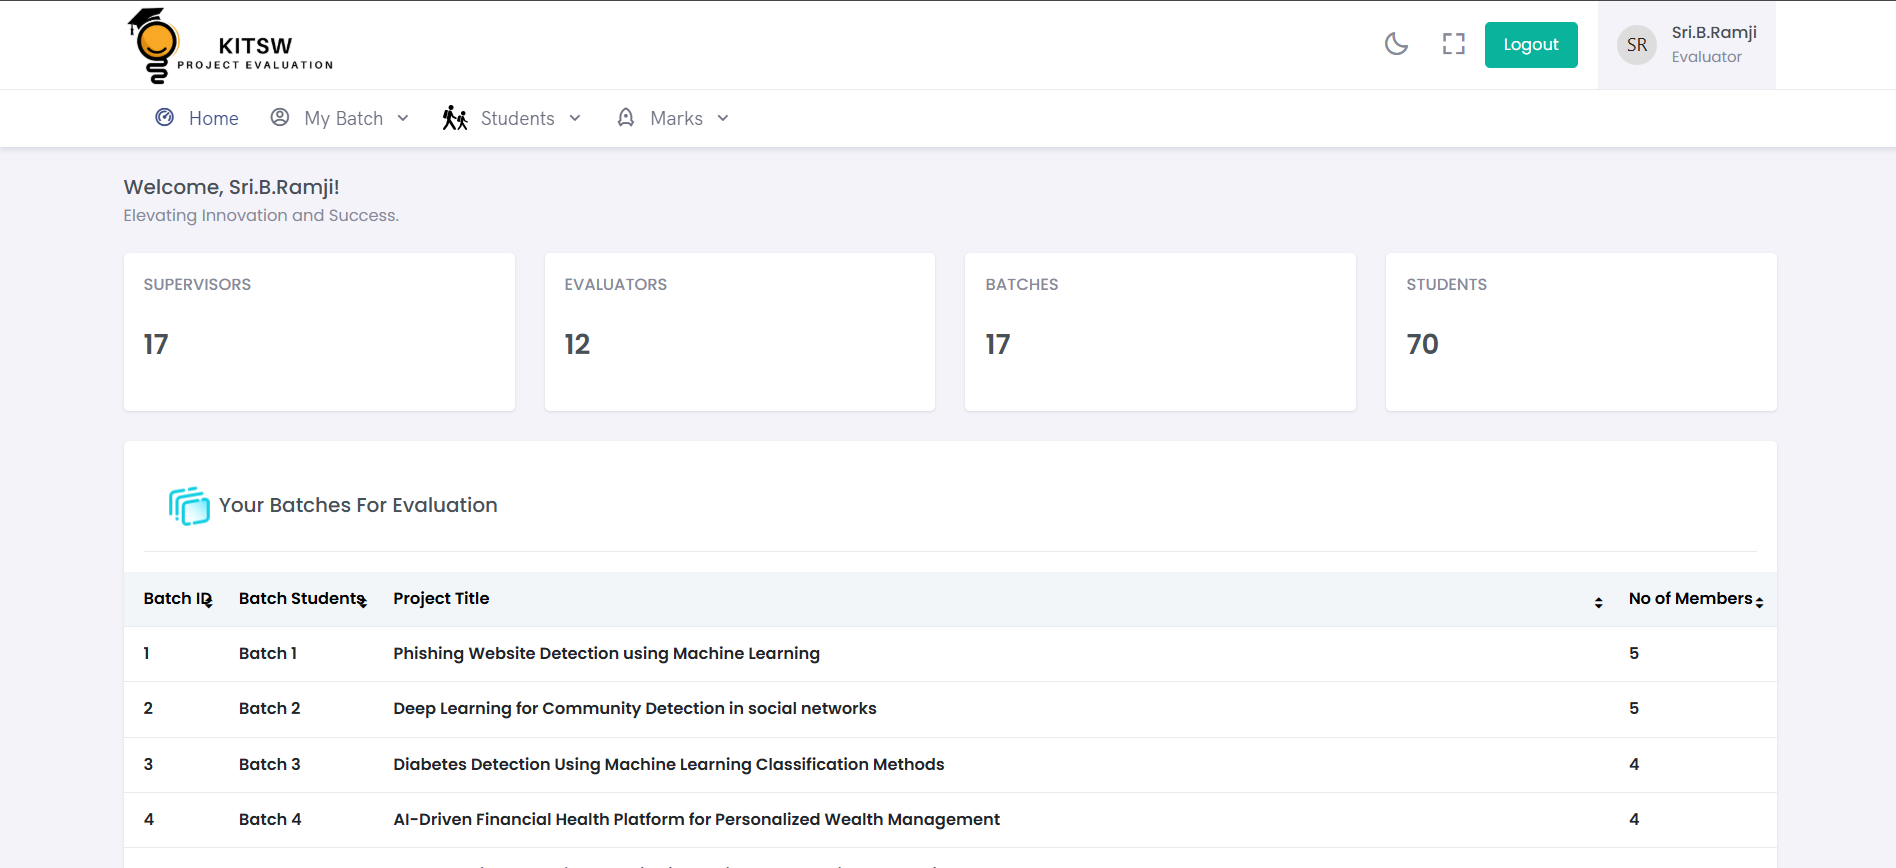 KITSW
PROJECT EVALUATION
Logout
SR
Sri.B.Ramji
Evaluator
Home
My Batch
Students
Marks
Welcome, Sri.B.Ramji!
Elevating Innovation and Success.
SUPERVISORS
EVALUATORS
BATCHES
STUDENTS
17
12
17
70
Your Batches For Evaluation
Batch ID Batch Students Project Title No of Members
1 Batch 1 Phishing Website Detection using Machine Learning 5
2 Batch 2 Deep Learning for Community Detection in social networks 5
3 Batch 3 Diabetes Detection Using Machine Learning Classification Methods 4
4 Batch 4 AI-Driven Financial Health Platform for Personalized Wealth Management 4